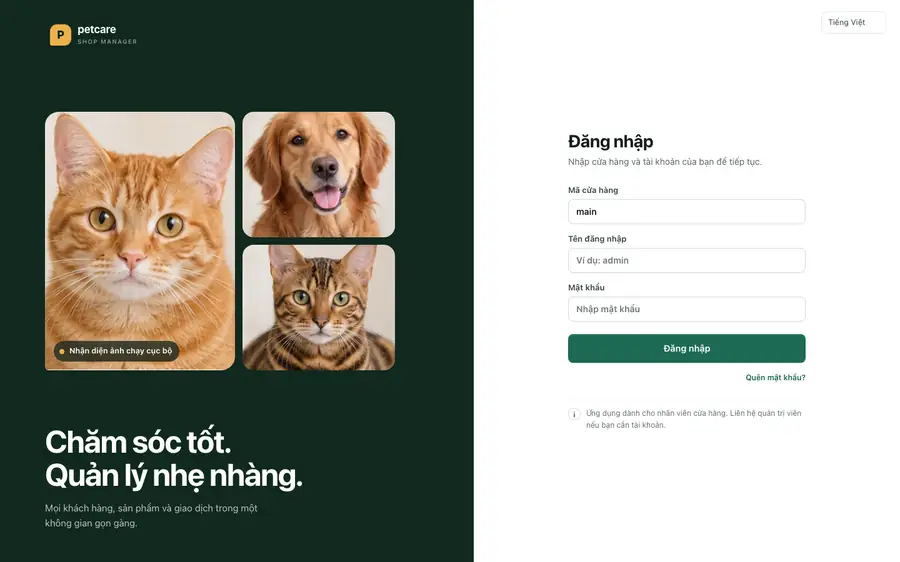 P
petcare
SHOP MANAGER
Nhận diện ảnh chạy cục bộ
Chăm sóc tốt.
Quản lý nhẹ nhàng.
Mọi khách hàng, sản phẩm và giao dịch trong một
không gian gọn gàng.
Tiếng Việt
Đăng nhập
Nhập cửa hàng và tài khoản của bạn để tiếp tục.
Mã cửa hàng
main
Tên đăng nhập
Ví dụ: admin
Mật khẩu
Nhập mật khẩu
Đăng nhập
Quên mật khẩu?
i
Ứng dụng dành cho nhân viên cửa hàng. Liên hệ quản trị viên
nếu bạn cần tài khoản.